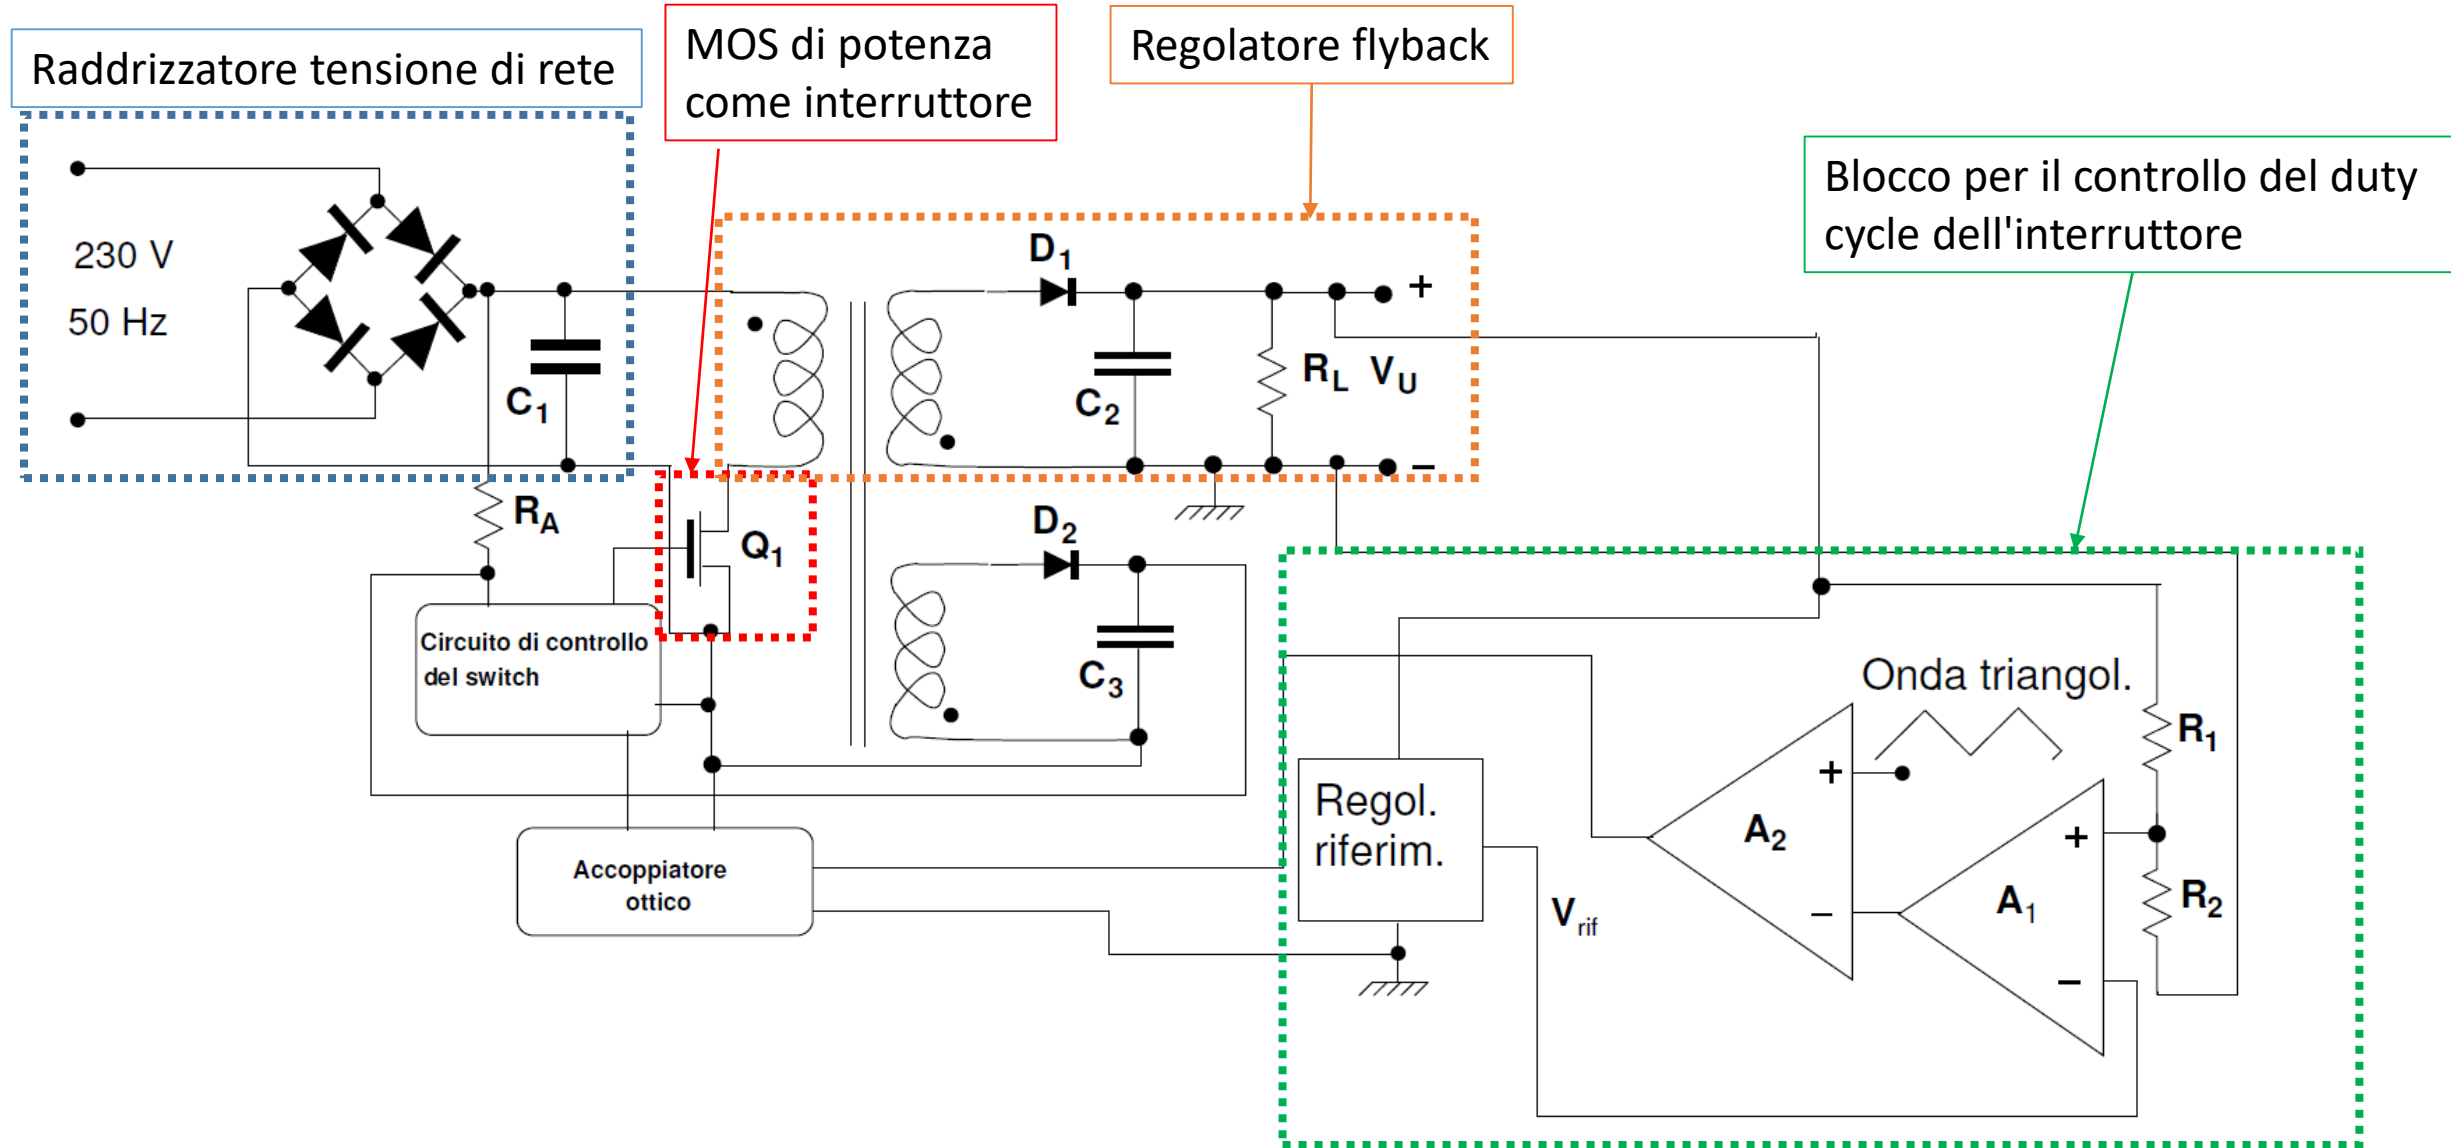 Raddrizzatore tensione di rete
MOS di potenza
come interruttore
Regolatore flyback
Blocco per il controllo del duty
cycle dell'interruttore
230 V
50 Hz
C1
D1
+
C2
RL
VU
−
RA
Q1
D2
C3
Circuito di controllo
del switch
Accoppiatore
ottico
Onda triangol.
R1
+
A2
−
Regol.
riferim.
Vrif
+
A1
−
R2